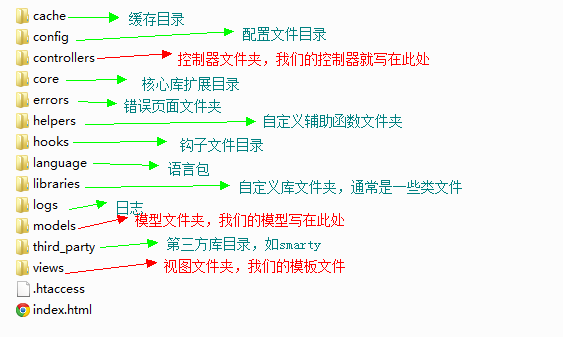 cache 缓存目录
config 配置文件目录
controllers 控制器文件夹，我们的控制器就写在此处
core 核心库扩展目录
errors 错误页面文件夹
helpers 自定义辅助函数文件夹
hooks 钩子文件目录
language 语言包
libraries 自定义库文件夹，通常是一些类文件
logs 日志
models 模型文件夹，我们的模型写在此处
third_party 第三方库目录，如smarty
views 视图文件夹，我们的模板文件
.htaccess
index.html